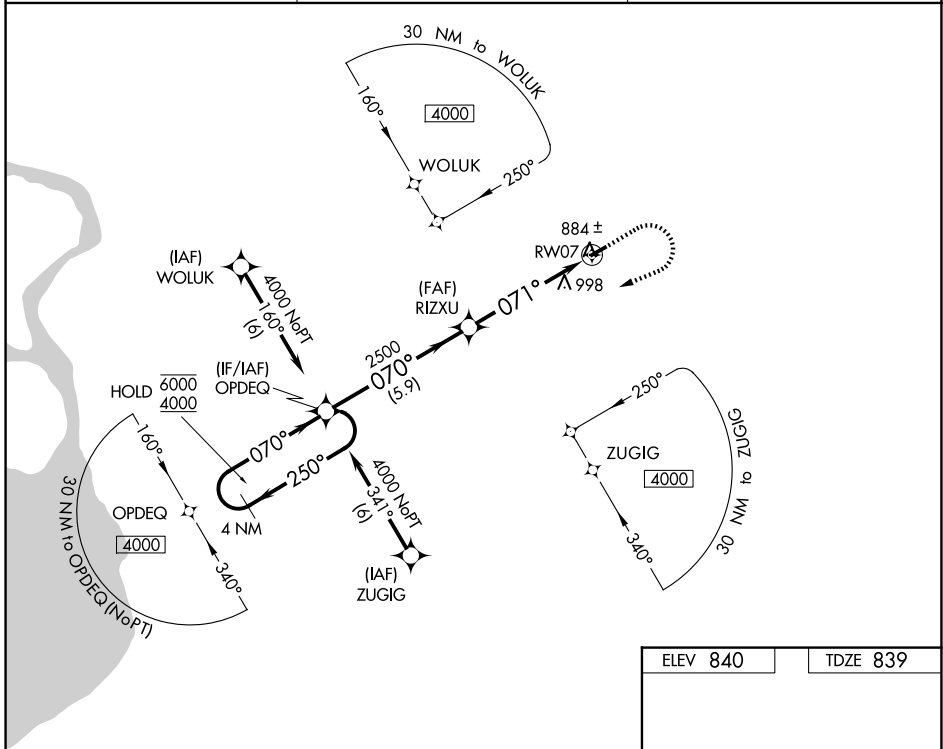 30 NM to WOLUK
160°
4000
WOLUK
250°
884 ±
RW07
998
(IAF)
WOLUK
4000 NoPT
160°
(6)
(FAF)
RIZXU
071°
(IF/IAF)
OPDEQ
2500
070°
(5.9)
HOLD 6000
4000
070°
250°
4 NM
160°
OPDEQ
4000
340°
30 NM to OPDEQ (NoPT)
4000 NoPT
341°
(6)
(IAF)
ZUGIG
250°
ZUGIG
4000
340°
30 NM to ZUGIG
ELEV 840
TDZE 839